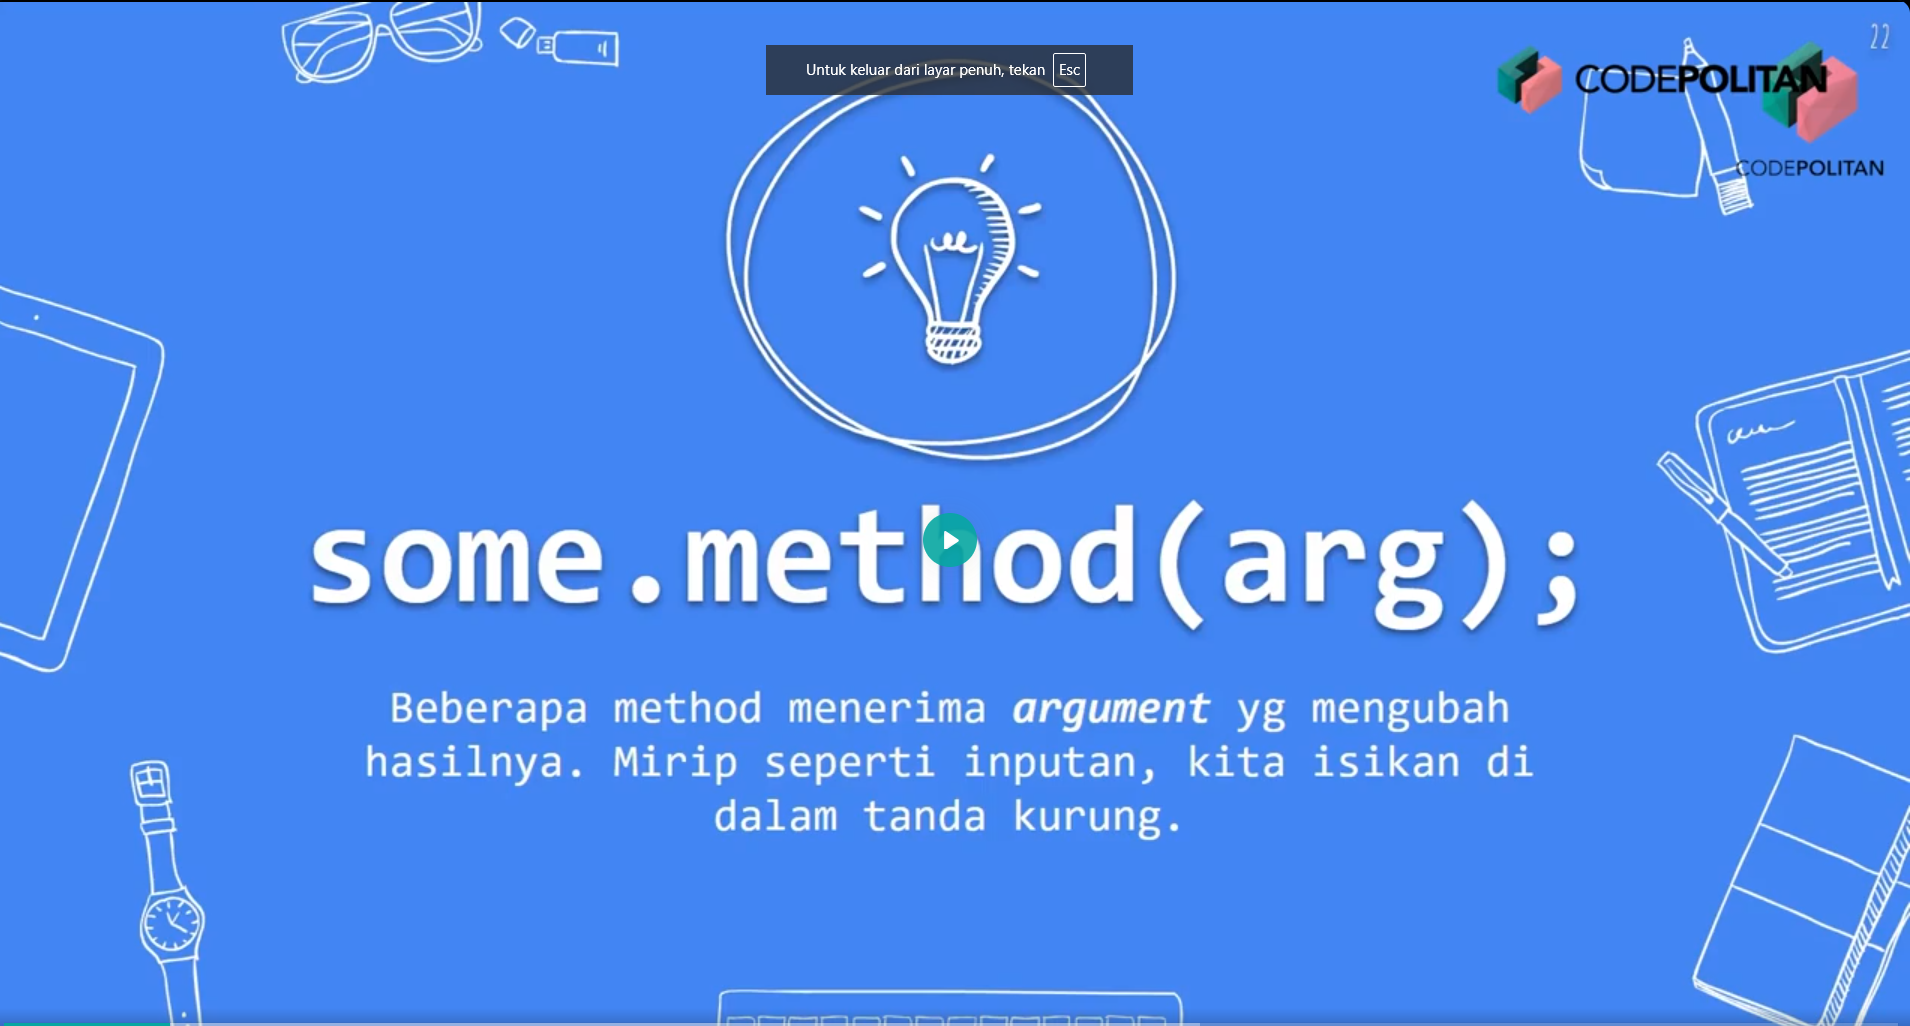 22
Untuk keluar dari layar penuh, tekan Esc
CODEPOLITAN
CODEPOLITAN
some.method(arg);
Beberapa method menerima argument yg mengubah
hasilnya. Mirip seperti inputan, kita isikan di
dalam tanda kurung.